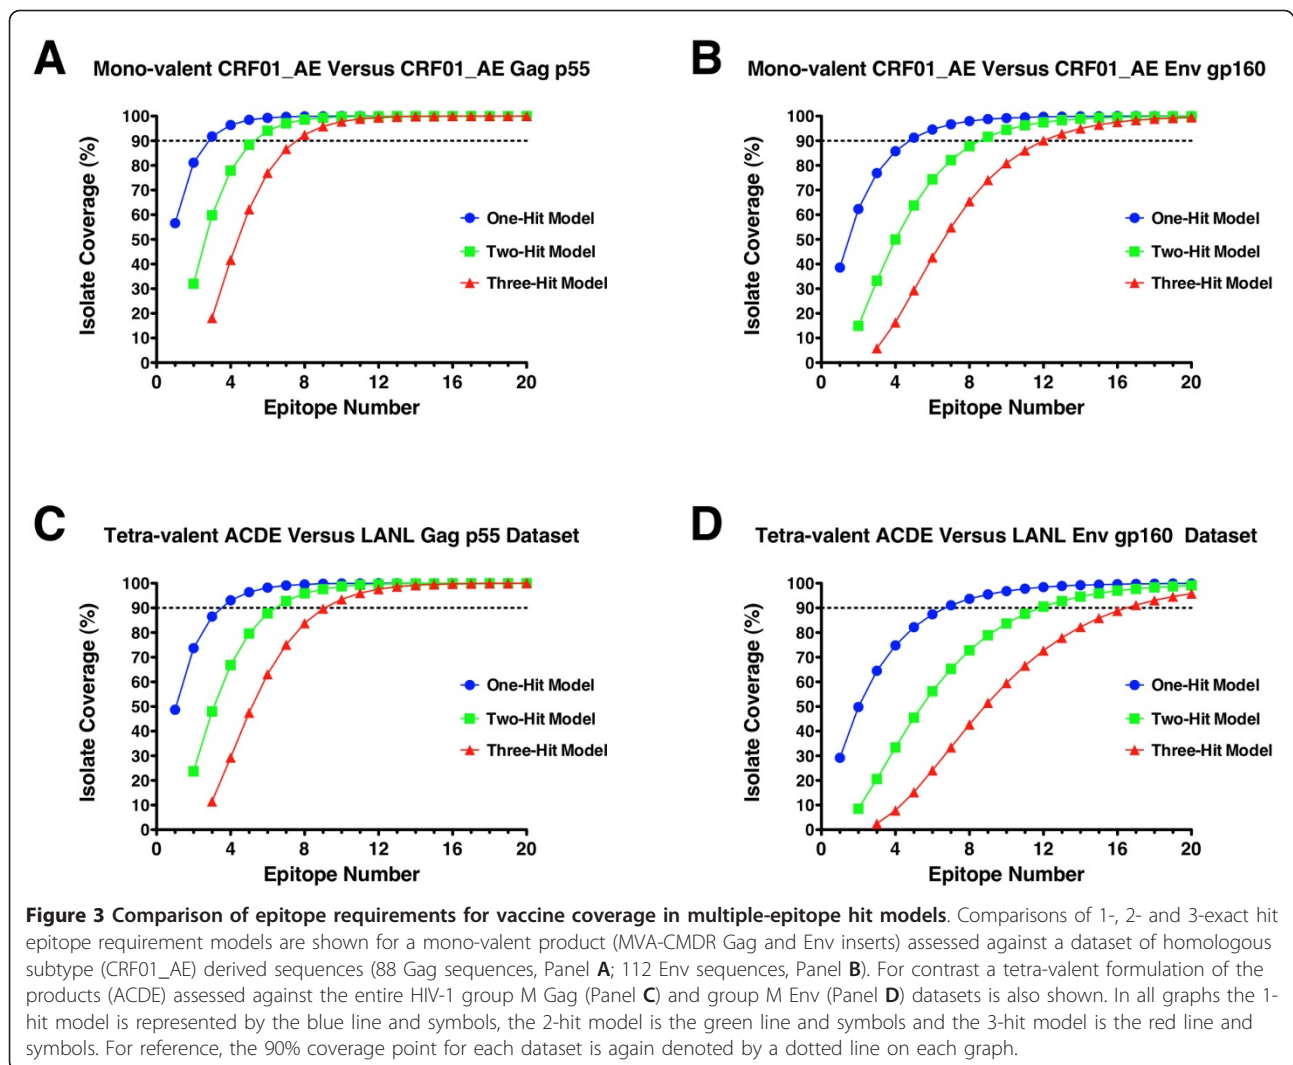 A
Mono-valent CRF01_AE Versus CRF01_AE Gag p55
Isolate Coverage (%)
100
90
80
70
60
50
40
30
20
10
0
0 4 8 12 16 20
Epitope Number
One-Hit Model
Two-Hit Model
Three-Hit Model
B
Mono-valent CRF01_AE Versus CRF01_AE Env gp160
Isolate Coverage (%)
100
90
80
70
60
50
40
30
20
10
0
0 4 8 12 16 20
Epitope Number
One-Hit Model
Two-Hit Model
Three-Hit Model
C
Tetra-valent ACDE Versus LANL Gag p55 Dataset
Isolate Coverage (%)
100
90
80
70
60
50
40
30
20
10
0
0 4 8 12 16 20
Epitope Number
One-Hit Model
Two-Hit Model
Three-Hit Model
D
Tetra-valent ACDE Versus LANL Env gp160 Dataset
Isolate Coverage (%)
100
90
80
70
60
50
40
30
20
10
0
0 4 8 12 16 20
Epitope Number
One-Hit Model
Two-Hit Model
Three-Hit Model
Figure 3 Comparison of epitope requirements for vaccine coverage in multiple-epitope hit models. Comparisons of 1-, 2- and 3-exact hit
epitope requirement models are shown for a mono-valent product (MVA-CMDR Gag and Env inserts) assessed against a dataset of homologous
subtype (CRF01_AE) derived sequences (88 Gag sequences, Panel A; 112 Env sequences, Panel B). For contrast a tetra-valent formulation of the
products (ACDE) assessed against the entire HIV-1 group M Gag (Panel C) and group M Env (Panel D) datasets is also shown. In all graphs the 1-
hit model is represented by the blue line and symbols, the 2-hit model is the green line and symbols and the 3-hit model is the red line and
symbols. For reference, the 90% coverage point for each dataset is again denoted by a dotted line on each graph.